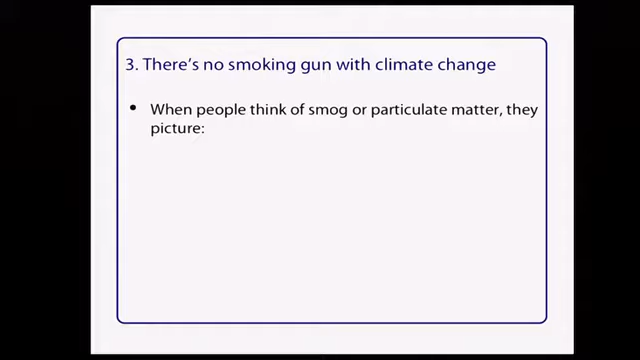 3. There's no smoking gun with climate change
• When people think of smog or particulate matter, they
picture: